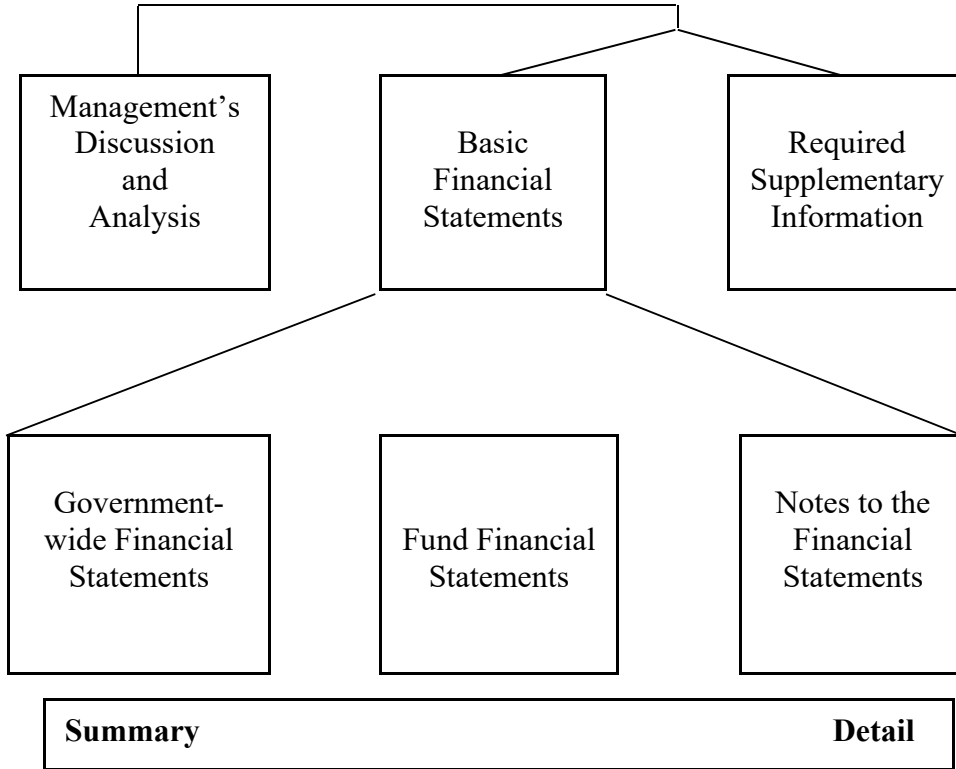 Management’s
Discussion
and
Analysis
Basic
Financial
Statements
Required
Supplementary
Information
Government-
wide Financial
Statements
Fund Financial
Statements
Notes to the
Financial
Statements
Summary Detail